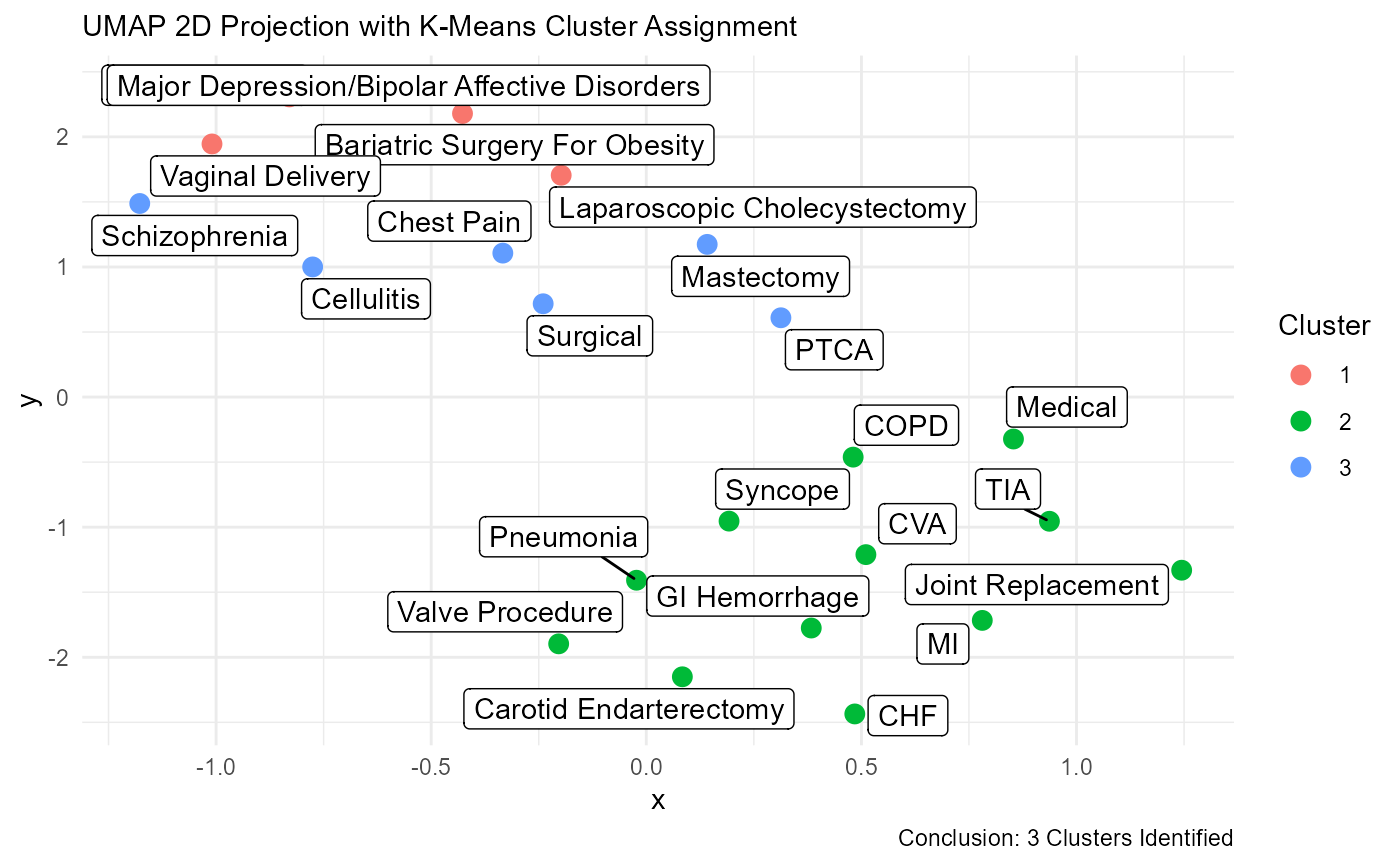 UMAP 2D Projection with K-Means Cluster Assignment
Major Depression/Bipolar Affective Disorders
Bariatric Surgery For Obesity
Vaginal Delivery
Laparoscopic Cholecystectomy
Chest Pain
Schizophrenia
Mastectomy
Cellulitis
Surgical
PTCA
Medical
COPD
Syncope
TIA
CVA
Pneumonia
Joint Replacement
GI Hemorrhage
Valve Procedure
MI
Carotid Endarterectomy
CHF
2
1
0
-1
-2
y
-1.0
-0.5
0.0
0.5
1.0
x
Cluster
1
2
3
Conclusion: 3 Clusters Identified